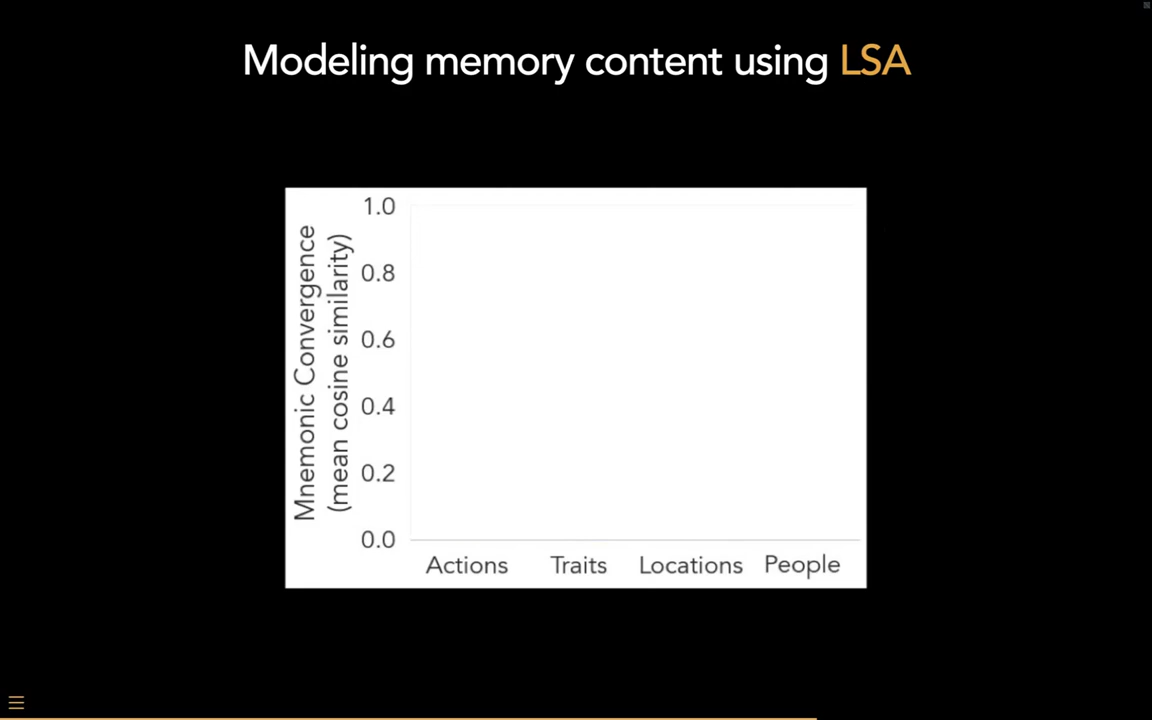 Modeling memory content using LSA
Mnemonic Convergence
(mean cosine similarity)
1.0
0.8
0.6
0.4
0.2
0.0
Actions Traits Locations People